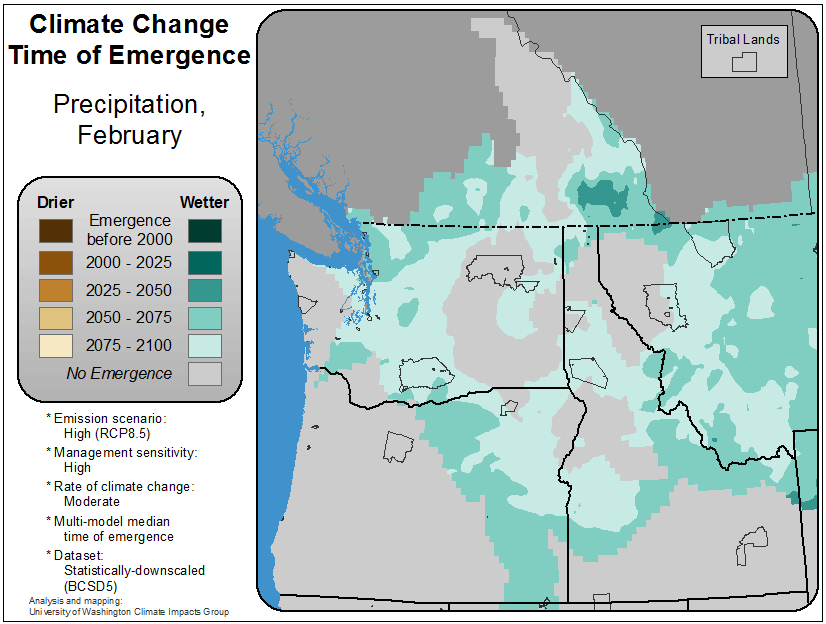 Climate Change
Time of Emergence
Precipitation,
February
Drier
Wetter
Emergence
before 2000
2000 - 2025
2025 - 2050
2050 - 2075
2075 - 2100
No Emergence
* Emission scenario:
High (RCP8.5)
* Management sensitivity:
High
* Rate of climate change:
Moderate
* Multi-model median
time of emergence
* Dataset:
Statistically-downscaled
(BCSD5)
Analysis and mapping:
University of Washington Climate Impacts Group
Tribal Lands